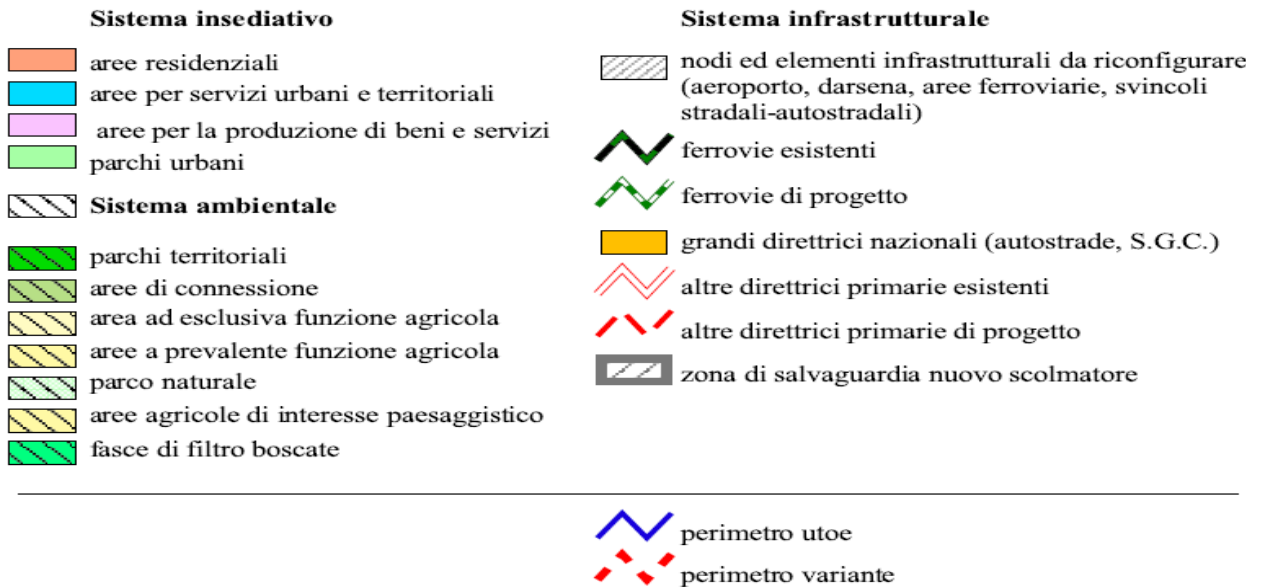 Sistema insediativo
aree residenziali
aree per servizi urbani e territoriali
aree per la produzione di beni e servizi
parchi urbani
Sistema ambientale
parchi territoriali
aree di connessione
area ad esclusiva funzione agricola
aree a prevalente funzione agricola
parco naturale
aree agricole di interesse paesaggistico
fasce di filtro boscate
Sistema infrastrutturale
nodi ed elementi infrastrutturali da riconfigurare
(aeroporto, darsena, aree ferroviarie, svincoli
stradali-autostradali)
ferrovie esistenti
ferrovie di progetto
grandi direttrici nazionali (autostrade, S.G.C.)
altre direttrici primarie esistenti
altre direttrici primarie di progetto
zona di salvaguardia nuovo scolmatore
perimetro utoe
perimetro variante